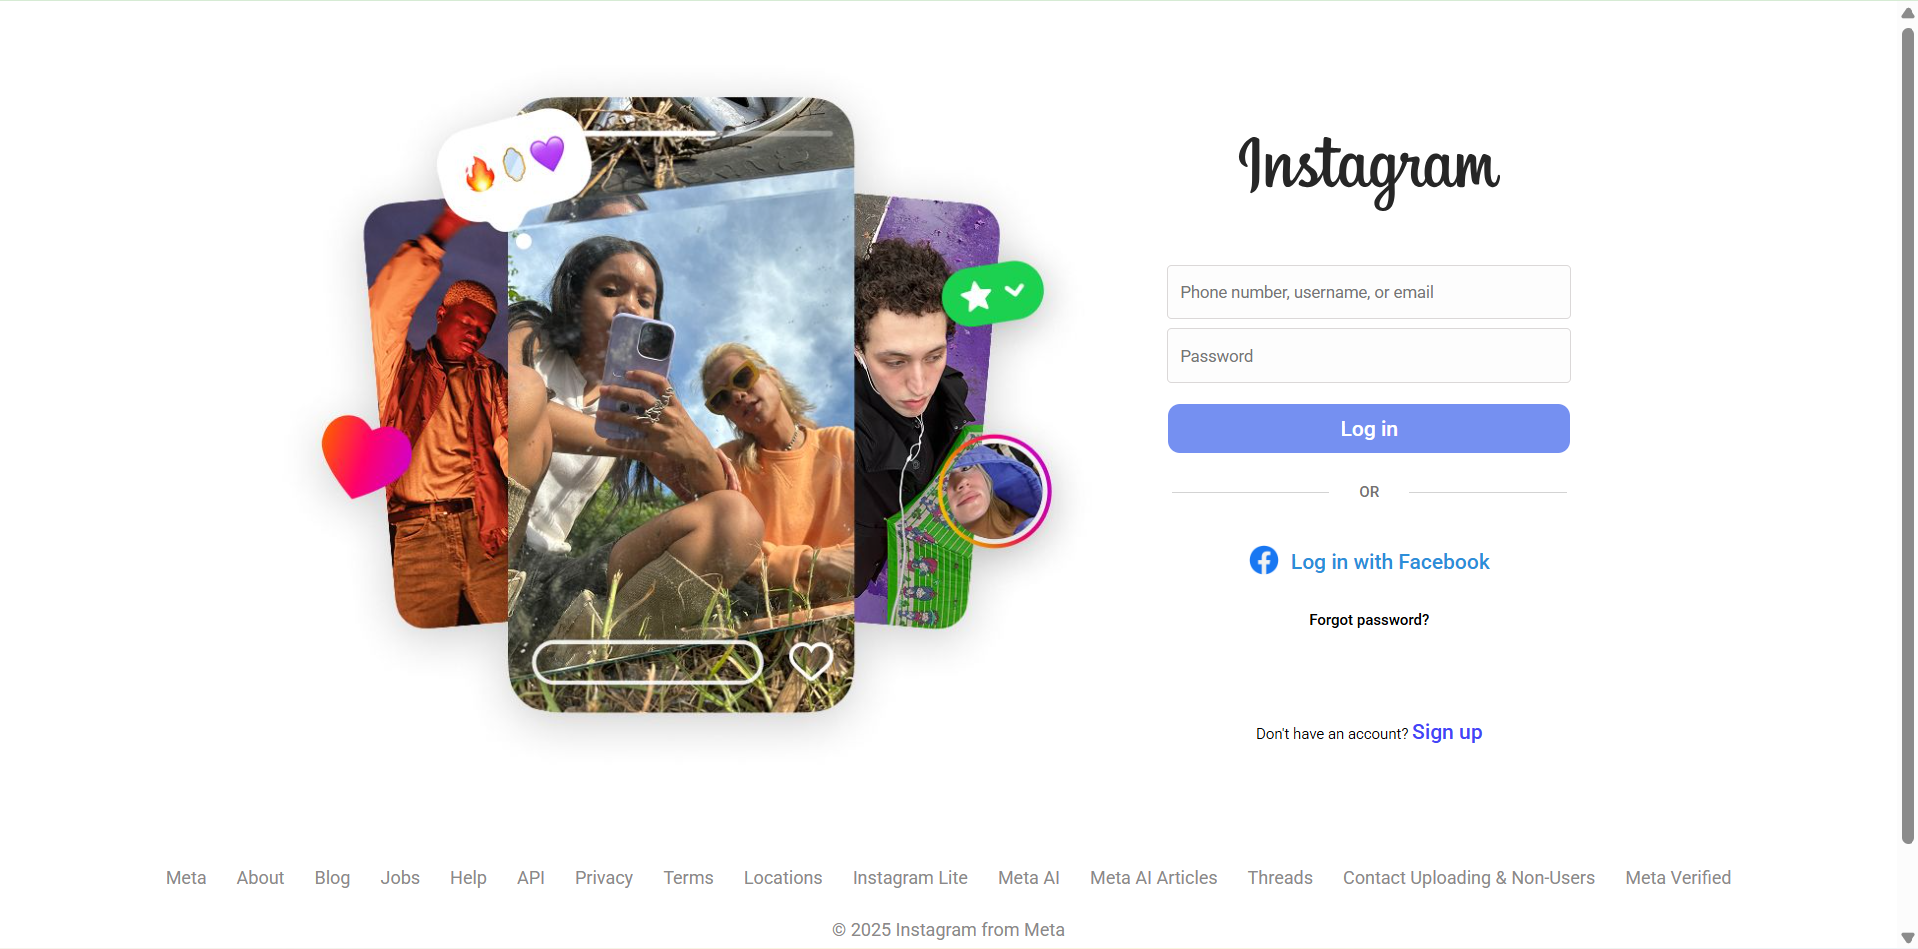 Instagram
Phone number, username, or email
Password
Log in
OR
Log in with Facebook
Forgot password?
Don't have an account? Sign up
Meta About Blog Jobs Help API Privacy Terms Locations Instagram Lite Meta AI Meta AI Articles Threads Contact Uploading & Non-Users Meta Verified
© 2025 Instagram from Meta